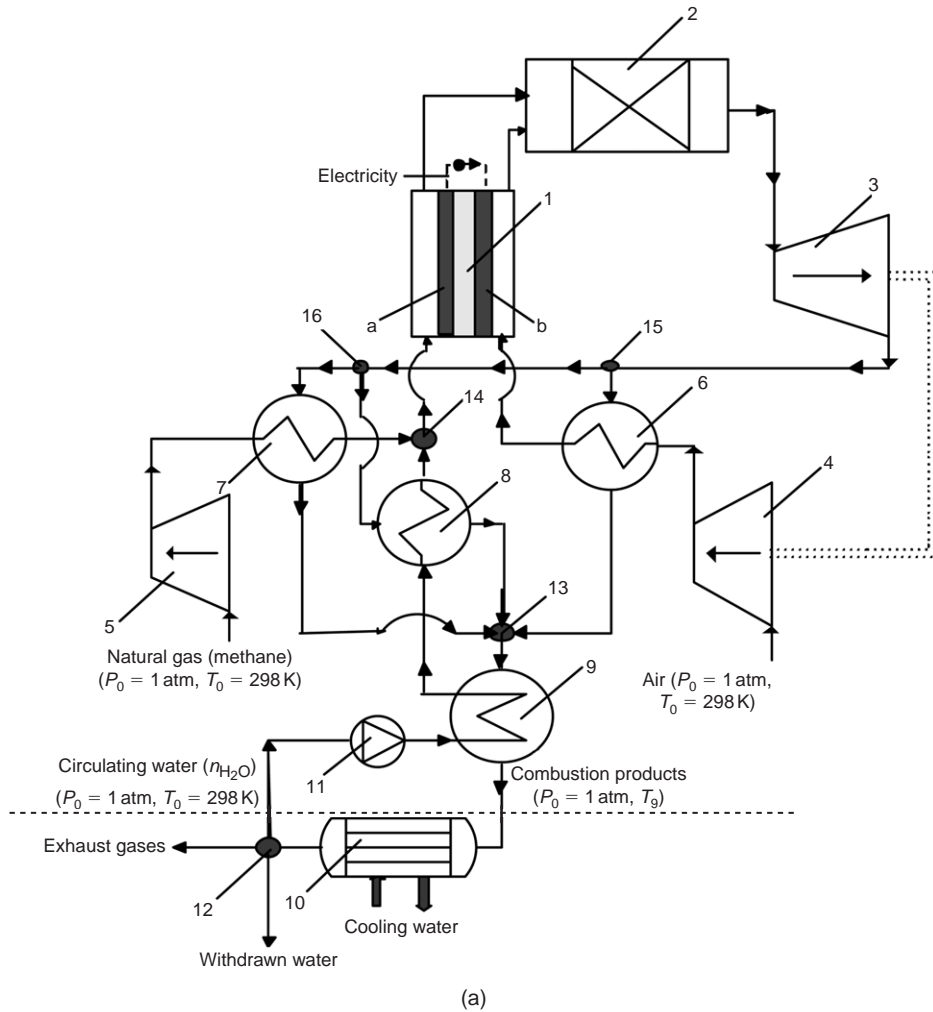 2
Electricity
1
3
a
b
16
15
14
6
7
8
4
5
13
Natural gas (methane)
(P₀ = 1 atm, T₀ = 298 K)
9
Air (P₀ = 1 atm,
T₀ = 298 K)
Circulating water (nH₂O)
(P₀ = 1 atm, T₀ = 298 K)
11
Combustion products
(P₀ = 1 atm, T₉)
Exhaust gases
12
10
Cooling water
Withdrawn water
(a)